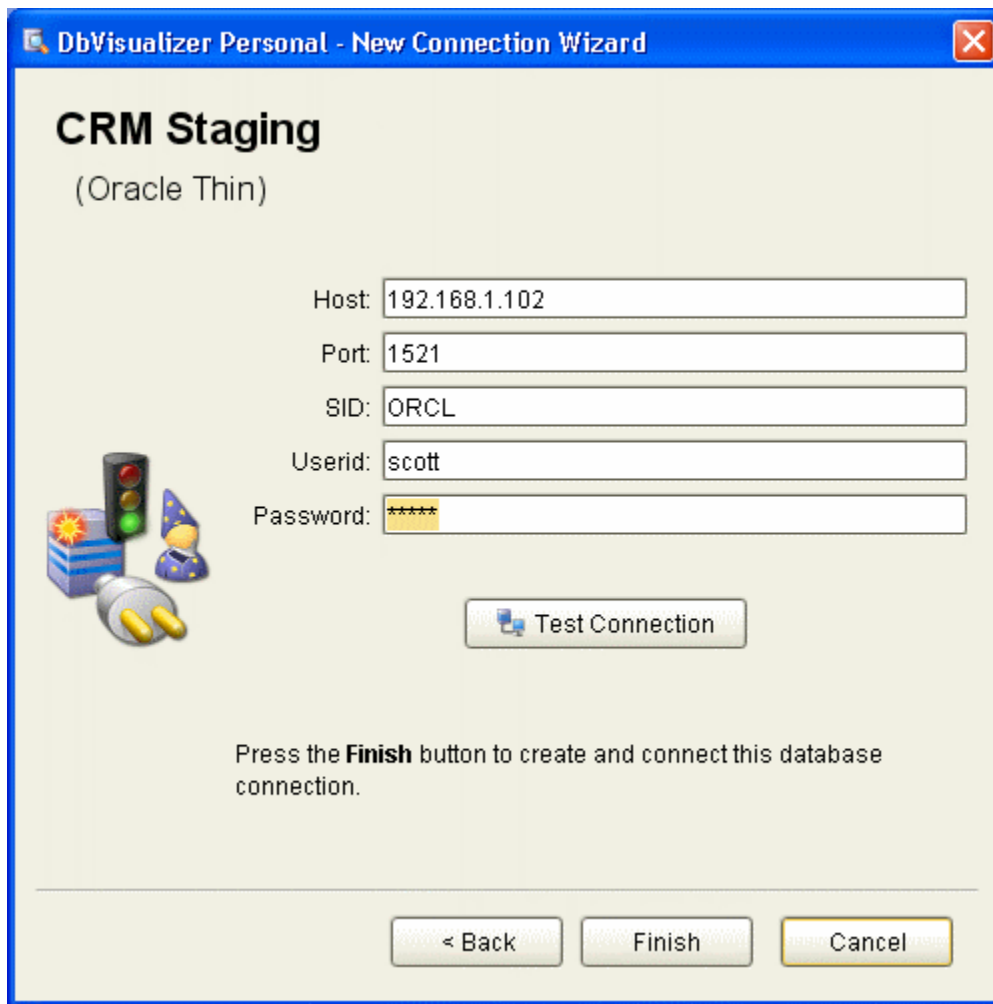 DbVisualizer Personal - New Connection Wizard
CRM Staging
(Oracle Thin)
Host: 192.168.1.102
Port: 1521
SID: ORCL
Userid: scott
Password: *****
Test Connection
Press the Finish button to create and connect this database
connection.
< Back Finish Cancel